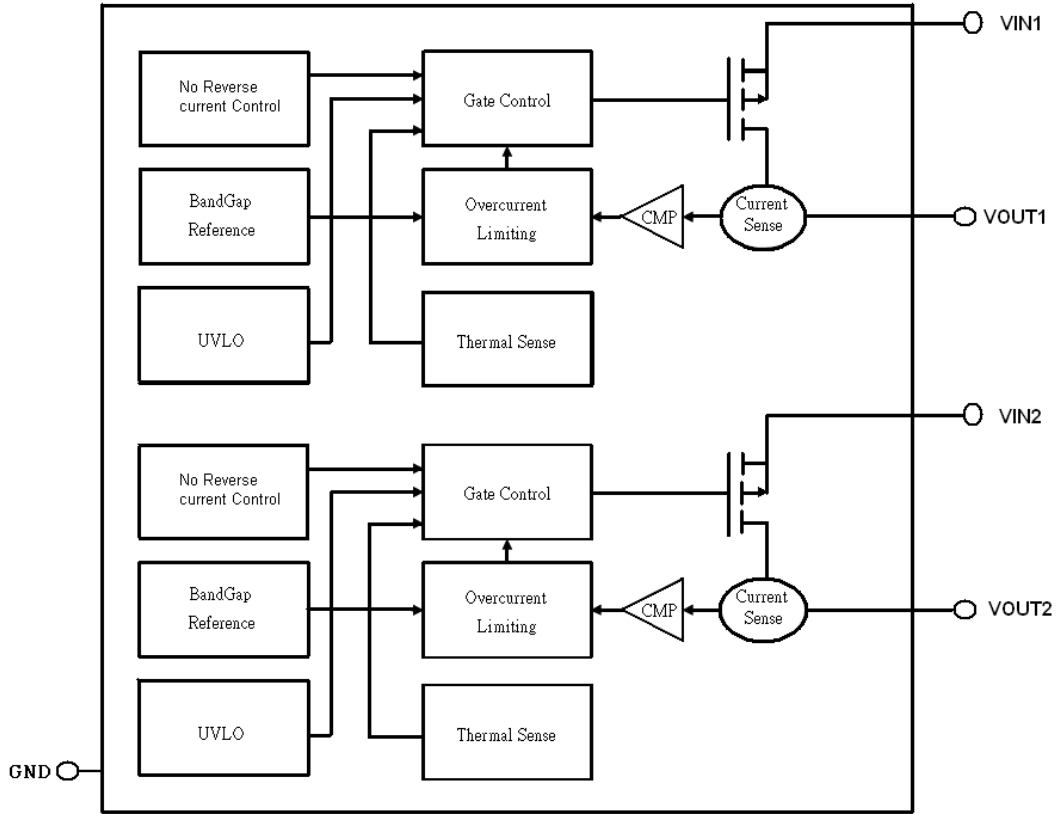 VIN1
No Reverse
current Control
Gate Control
BandGap
Reference
Overcurrent
Limiting
CMP
Current
Sense
VOUT1
UVLO
Thermal Sense
VIN2
No Reverse
current Control
Gate Control
BandGap
Reference
Overcurrent
Limiting
CMP
Current
Sense
VOUT2
UVLO
Thermal Sense
GND